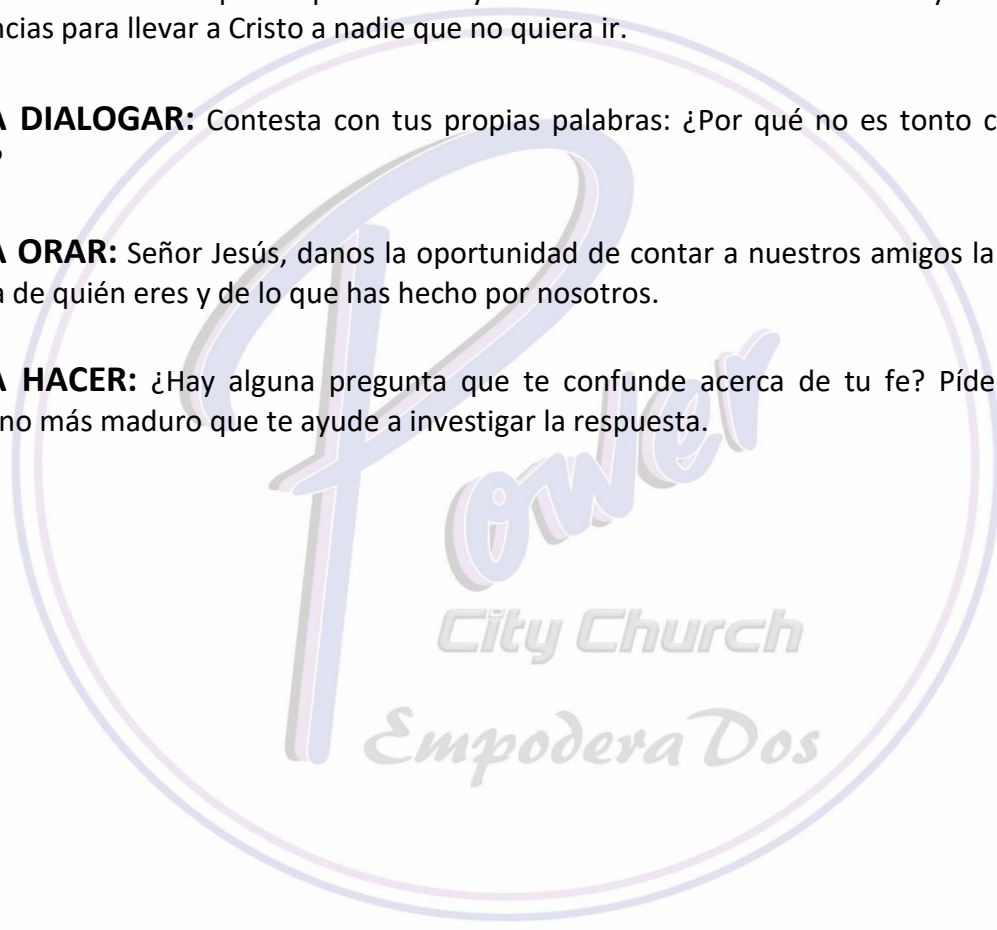 ncias para llevar a Cristo a nadie que no quiera ir.
A DIALOGAR: Contesta con tus propias palabras: ¿Por qué no es tonto c
?
A ORAR: Señor Jesús, danos la oportunidad de contar a nuestros amigos la
a de quién eres y de lo que has hecho por nosotros.
A HACER: ¿Hay alguna pregunta que te confunde acerca de tu fe? Píde
no más maduro que te ayude a investigar la respuesta.
Power
City Church
EmpoderaDos